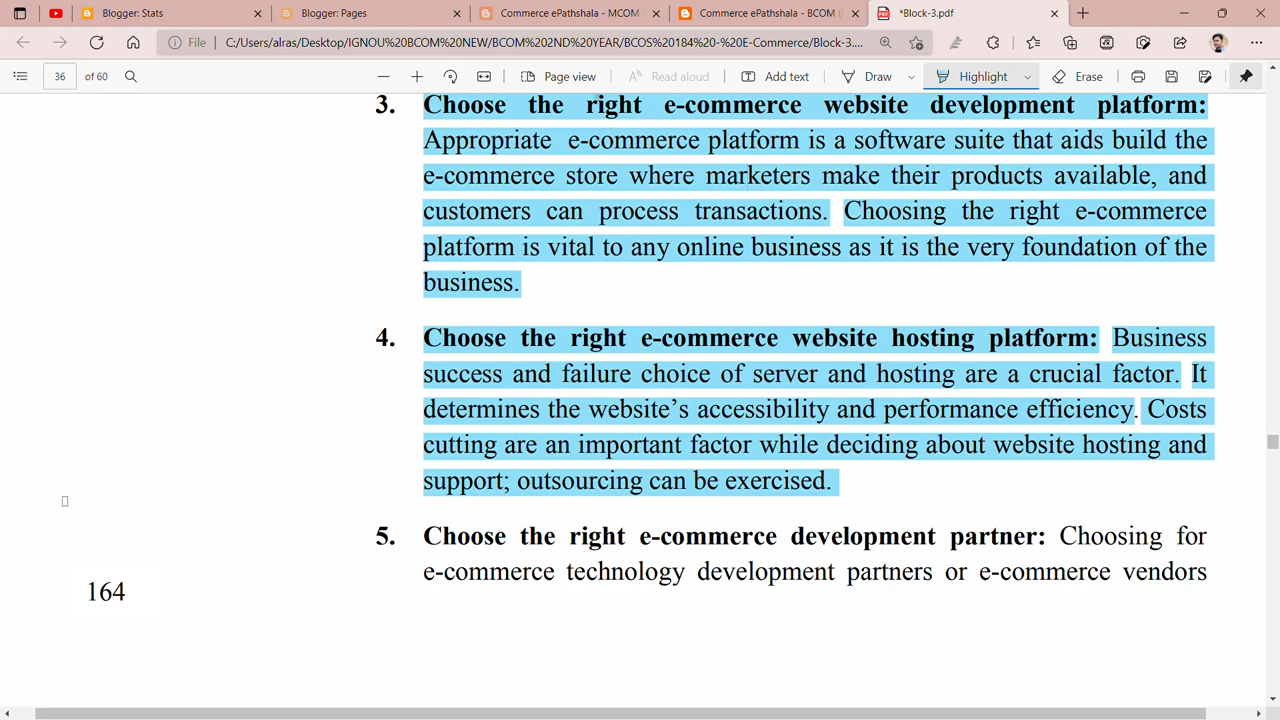 Blogger: Stats
Blogger: Pages
Commerce ePathshala - MCOM
Commerce ePathshala - BCOM
*Block-3.pdf
File C:/Users/alras/Desktop/IGNOU%20BCOM%20NEW/BCOM%202ND%20YEAR/BCOS%20184%20-%20E-Commerce/Block-3....
36 of 60
Page view
Read aloud
Add text
Draw
Highlight
Erase
3. Choose the right e-commerce website development platform:
Appropriate e-commerce platform is a software suite that aids build the
e-commerce store where marketers make their products available, and
customers can process transactions. Choosing the right e-commerce
platform is vital to any online business as it is the very foundation of the
business.
4. Choose the right e-commerce website hosting platform: Business
success and failure choice of server and hosting are a crucial factor. It
determines the website’s accessibility and performance efficiency. Costs
cutting are an important factor while deciding about website hosting and
support; outsourcing can be exercised.
5. Choose the right e-commerce development partner: Choosing for
e-commerce technology development partners or e-commerce vendors
164